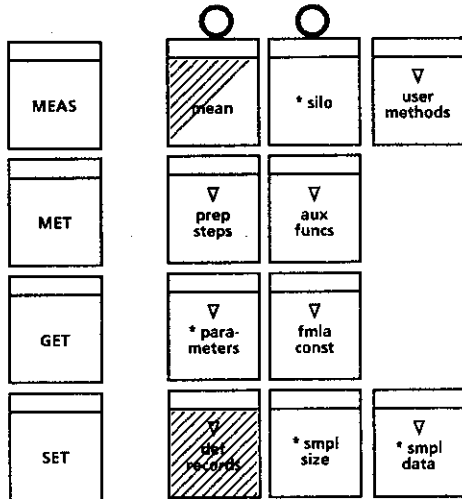 MEAS
mean
* silo
▽
user
methods
MET
▽
prep
steps
▽
aux
funcs
GET
▽
* para-
meters
▽
fmla
const
SET
▽
def
records
* smpl
size
▽
* smpl
data